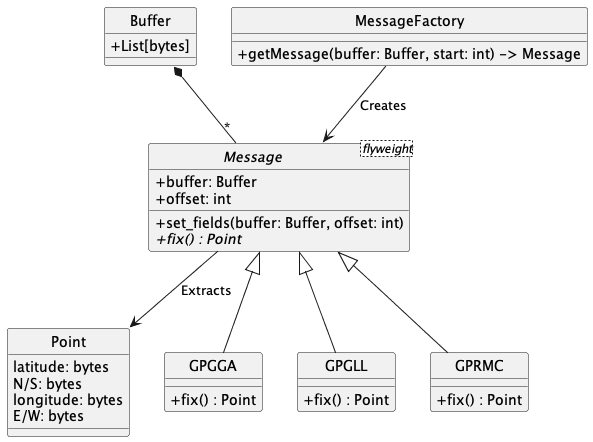 Buffer
+List[bytes]
MessageFactory
+getMessage(buffer: Buffer, start: int) -> Message
Creates
*
Message
flyweight
+buffer: Buffer
+offset: int
+set_fields(buffer: Buffer, offset: int)
+fix() : Point
Extracts
Point
latitude: bytes
N/S: bytes
longitude: bytes
E/W: bytes
GPGGA
+fix() : Point
GPGLL
+fix() : Point
GPRMC
+fix() : Point